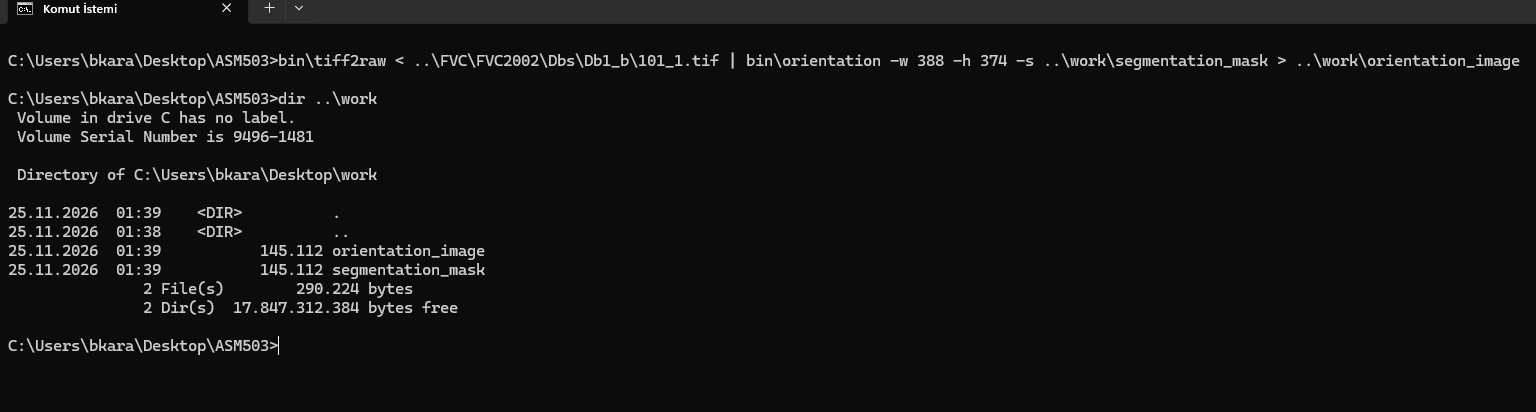 Komut İstemi
C:\Users\bkara\Desktop\ASM503>bin\tiff2raw < ..\FVC\FVC2002\Dbs\Db1_b\101_1.tif | bin\orientation -w 388 -h 374 -s ..\work\segmentation_mask > ..\work\orientation_image
C:\Users\bkara\Desktop\ASM503>dir ..\work
Volume in drive C has no label.
Volume Serial Number is 9496-1481
Directory of C:\Users\bkara\Desktop\work
25.11.2026  01:39    <DIR>          .
25.11.2026  01:38    <DIR>          ..
25.11.2026  01:39           145.112 orientation_image
25.11.2026  01:39           145.112 segmentation_mask
2 File(s)        290.224 bytes
2 Dir(s)  17.847.312.384 bytes free
C:\Users\bkara\Desktop\ASM503>